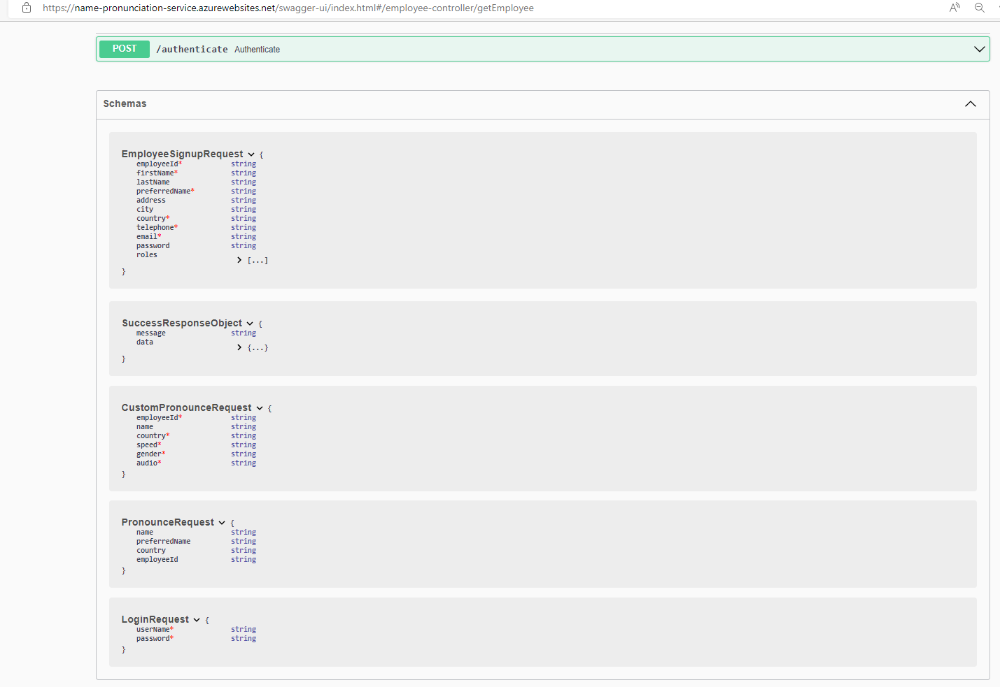 https://name-pronunciation-service.azurewebsites.net/swagger-ui/index.html#/employee-controller/getEmployee
POST /authenticate Authenticate
Schemas
EmployeeSignupRequest {
employeeId* string
firstName* string
lastName string
preferredName* string
address string
city string
country* string
telephone* string
email* string
password string
roles
[...]
}
SuccessResponseObject {
message string
data
{...}
}
CustomPronounceRequest {
employeeId* string
name string
country* string
speed* string
gender* string
audio* string
}
PronounceRequest {
name string
preferredName string
country string
employeeId string
}
LoginRequest {
userName* string
password* string
}